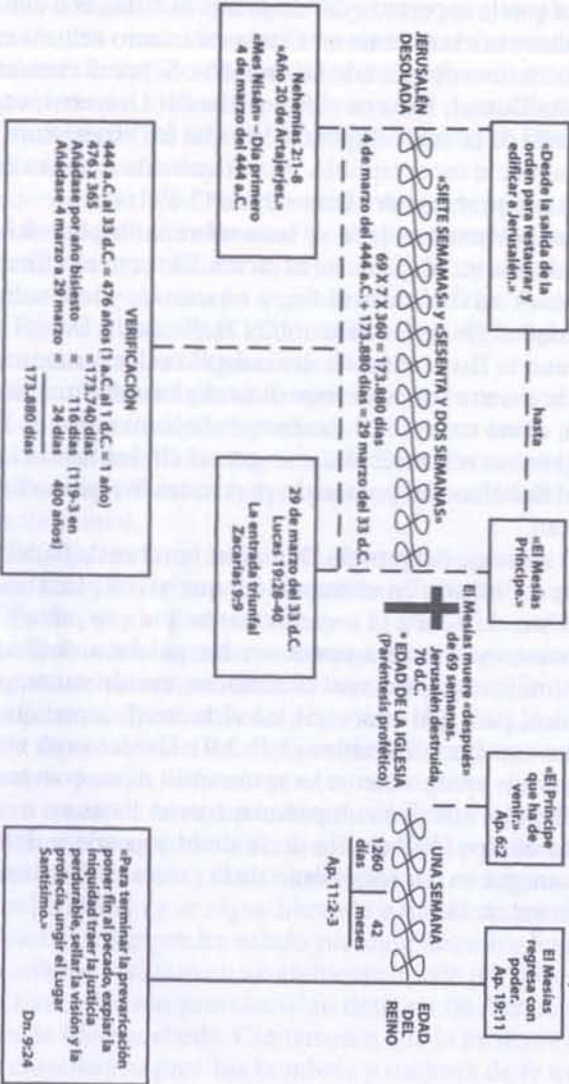 «Desde la salida de la
orden para restaurar y
edificar a Jerusalén.»
hasta
«El Mesías
Príncipe.»
«El Príncipe
que ha de
venir.»
Ap. 6:2
El Mesías
regresa con
poder.
Ap. 19:11
JERUSALÉN
DESOLADA
«SIETE SEMANAS» y «SESENTA Y DOS SEMANAS»
69 X 7 X 360 = 173,880 días
4 de marzo del 444 a.C. + 173.880 días = 29 de marzo del 33 d.C.
El Mesías muere «después»
de 69 semanas.
Jerusalén destruida
70 d.C.
EDAD DE LA IGLESIA
(Paréntesis profético)
UNA SEMANA
1260 42
días meses
Ap. 11:2-3
EDAD
DEL
REINO
Nehemías 2:1-8
Año 20 de Artajerjes
«Mes Nisán» - Día primero
4 de marzo del 444 a.C.
29 de marzo, del 33 d.C.
Lucas 19:28-40
La entrada triunfal
Zacarías 9:9
VERIFICACIÓN
444 a.C. al 33 d.C. = 476 años (1 a.C. al 1 d.C. = 1 año)
476 x 365 =173,740 días
Añádase por año bisiesto = 116 días (119-3 en
Añádase 4 marzo a 29 marzo = 24 días 400 años)
173,880 días
«Para terminar la prevaricación
poner fin al pecado, expiar la
iniquidad traer la justicia
perdurable, sellar la visión y la
profecía, ungir el Lugar
Santísimo.»
Dn. 9:24